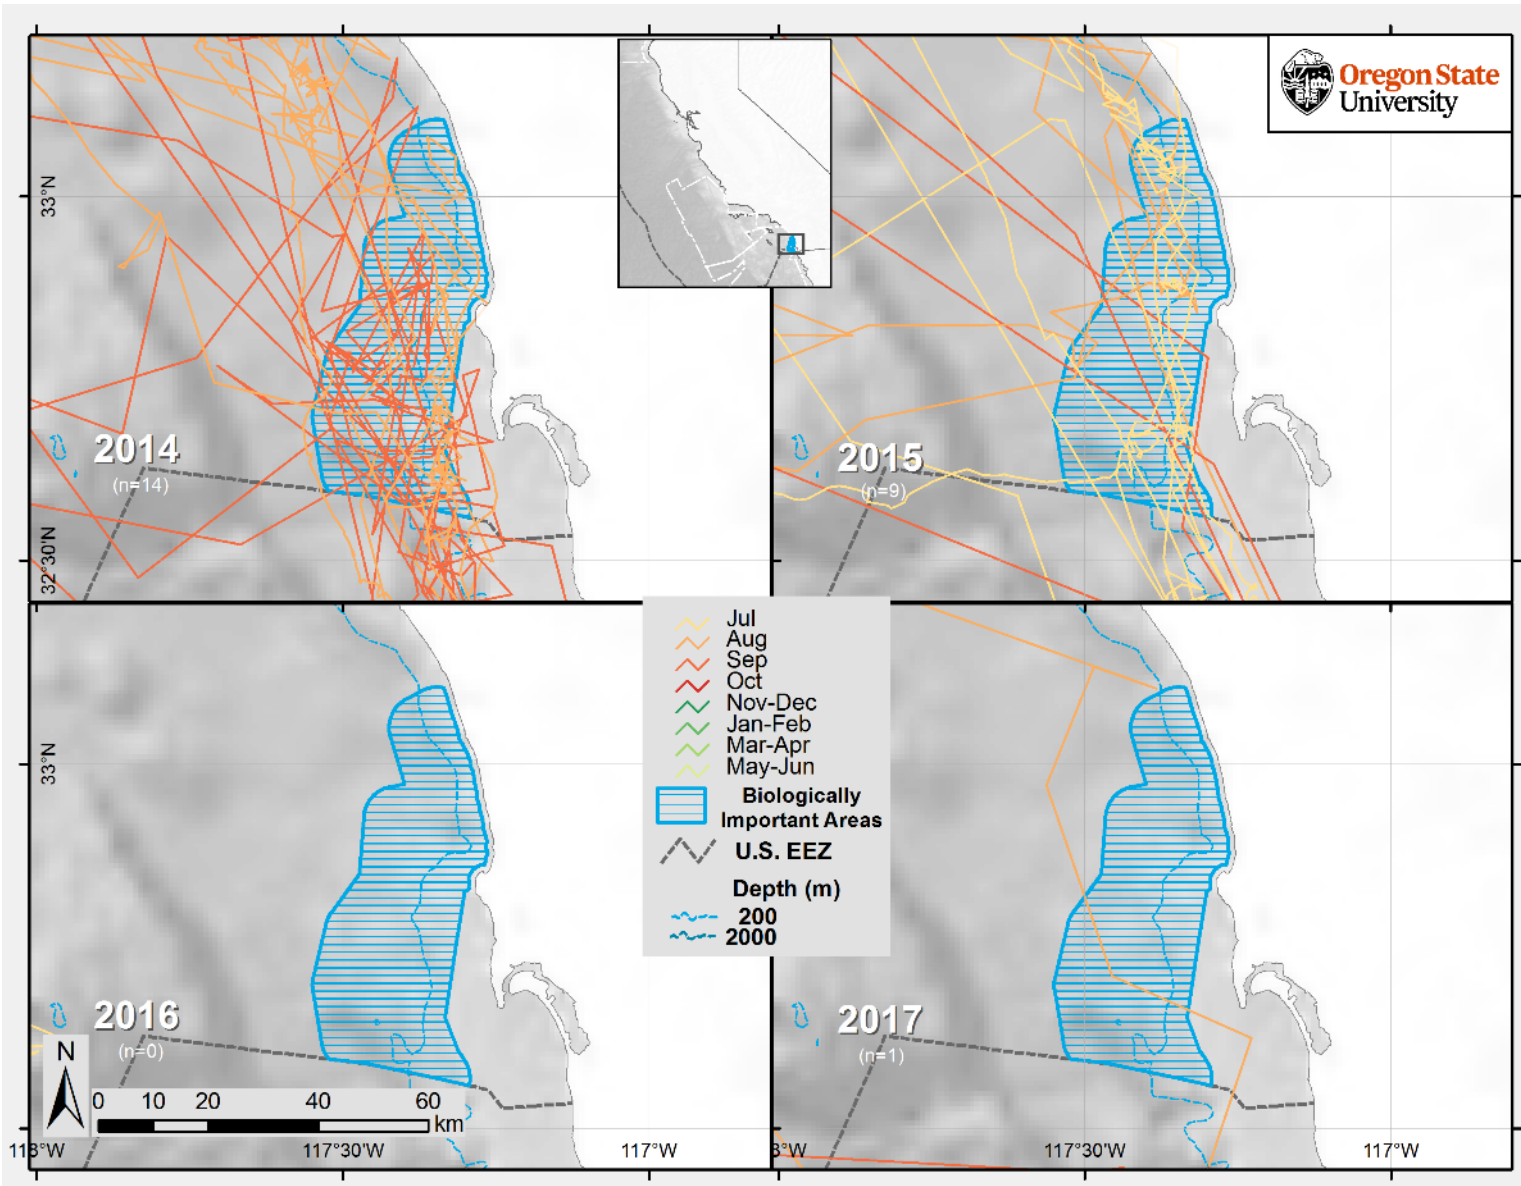 Oregon State
University
33°N
2014
(n=14)
2015
(n=9)
32°30'N
Jul
Aug
Sep
Oct
Nov-Dec
Jan-Feb
Mar-Apr
May-Jun
Biologically
Important Areas
U.S. EEZ
Depth (m)
200
2000
33°N
2016
(n=0)
2017
(n=1)
N
0 10 20 40 60
km
118°W 117°30'W 117°W 8°W 117°30'W 117°W